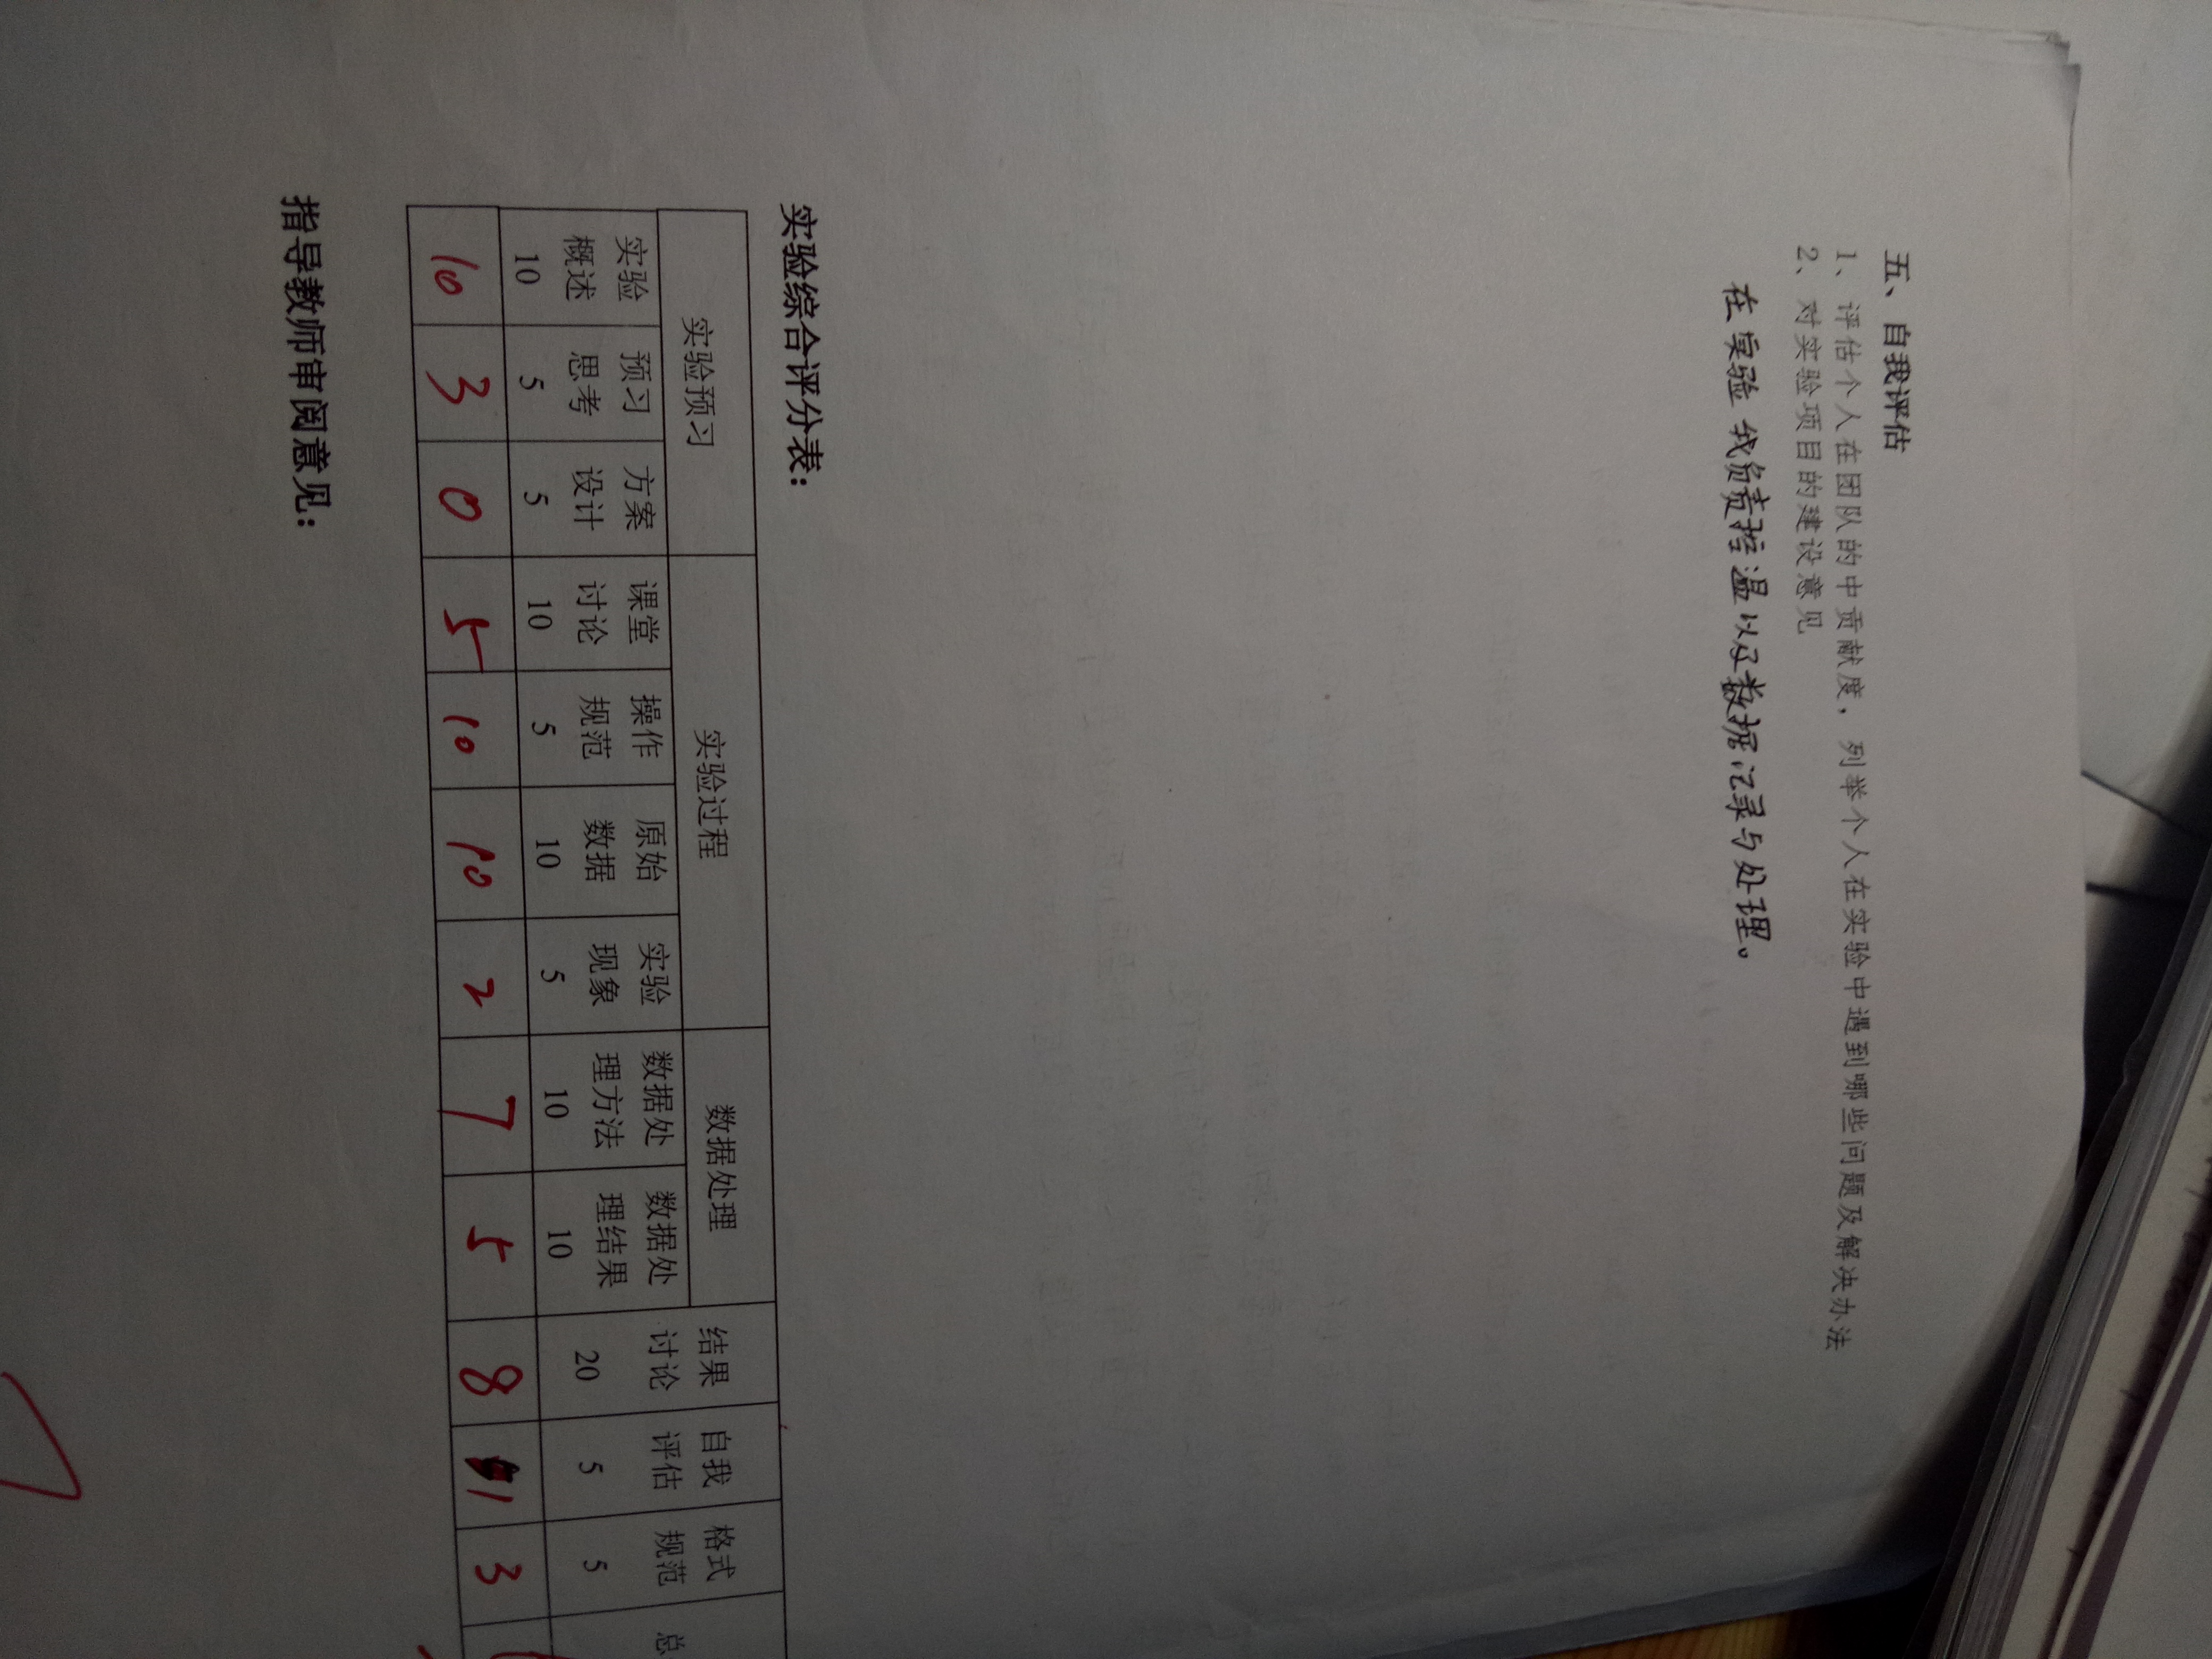 五、自我评估
1、评估个人在团队的中贡献度，列举个人在实验中遇到哪些问题及解决办法
2、对实验项目的建设意见
在实验我负责控温以及数据记录与处理。
实验综合评分表：
实验预习 实验过程 数据处理 结果讨论 自我评估 格式规范 总
实验概述 预习思考 方案设计 课堂讨论 操作规范 原始数据 实验现象 数据处理方法 数据处理结果
10 5 5 10 5 10 5 10 10 20 5 5
10 3 0 5 10 10 2 7 5 8 1 3
指导教师审阅意见：